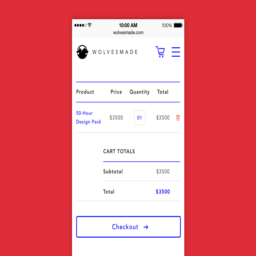 10:00 AM 100%
wolvesmade.com
WOLVESMADE
Product Price Quantity Total
50-Hour
Design Pack $3500 01 $3500
CART TOTALS
Subtotal $3500
Total $3500
Checkout →